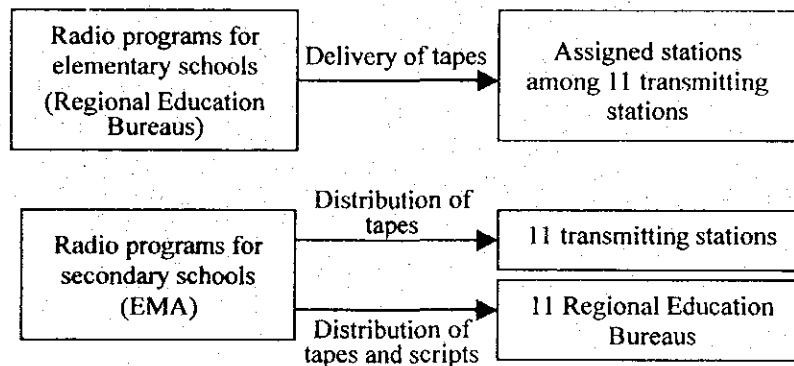 Radio programs for
elementary schools
(Regional Education
Bureaus)
Delivery of tapes
Assigned stations
among 11 transmitting
stations
Radio programs for
secondary schools
(EMA)
Distribution of
tapes
11 transmitting stations
Distribution of
tapes and scripts
11 Regional Education
Bureaus